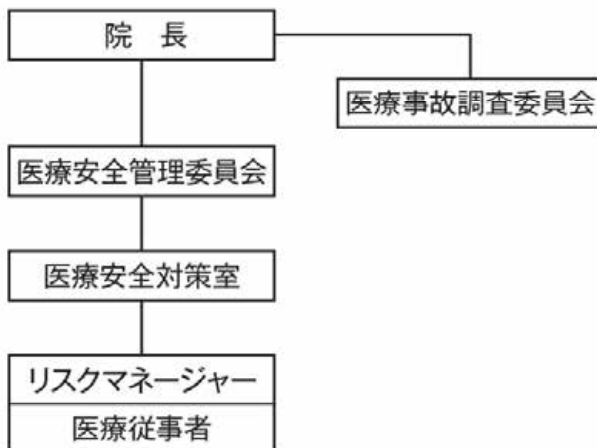 院　長
医療事故調査委員会
医療安全管理委員会
医療安全対策室
リスクマネージャー
医療従事者